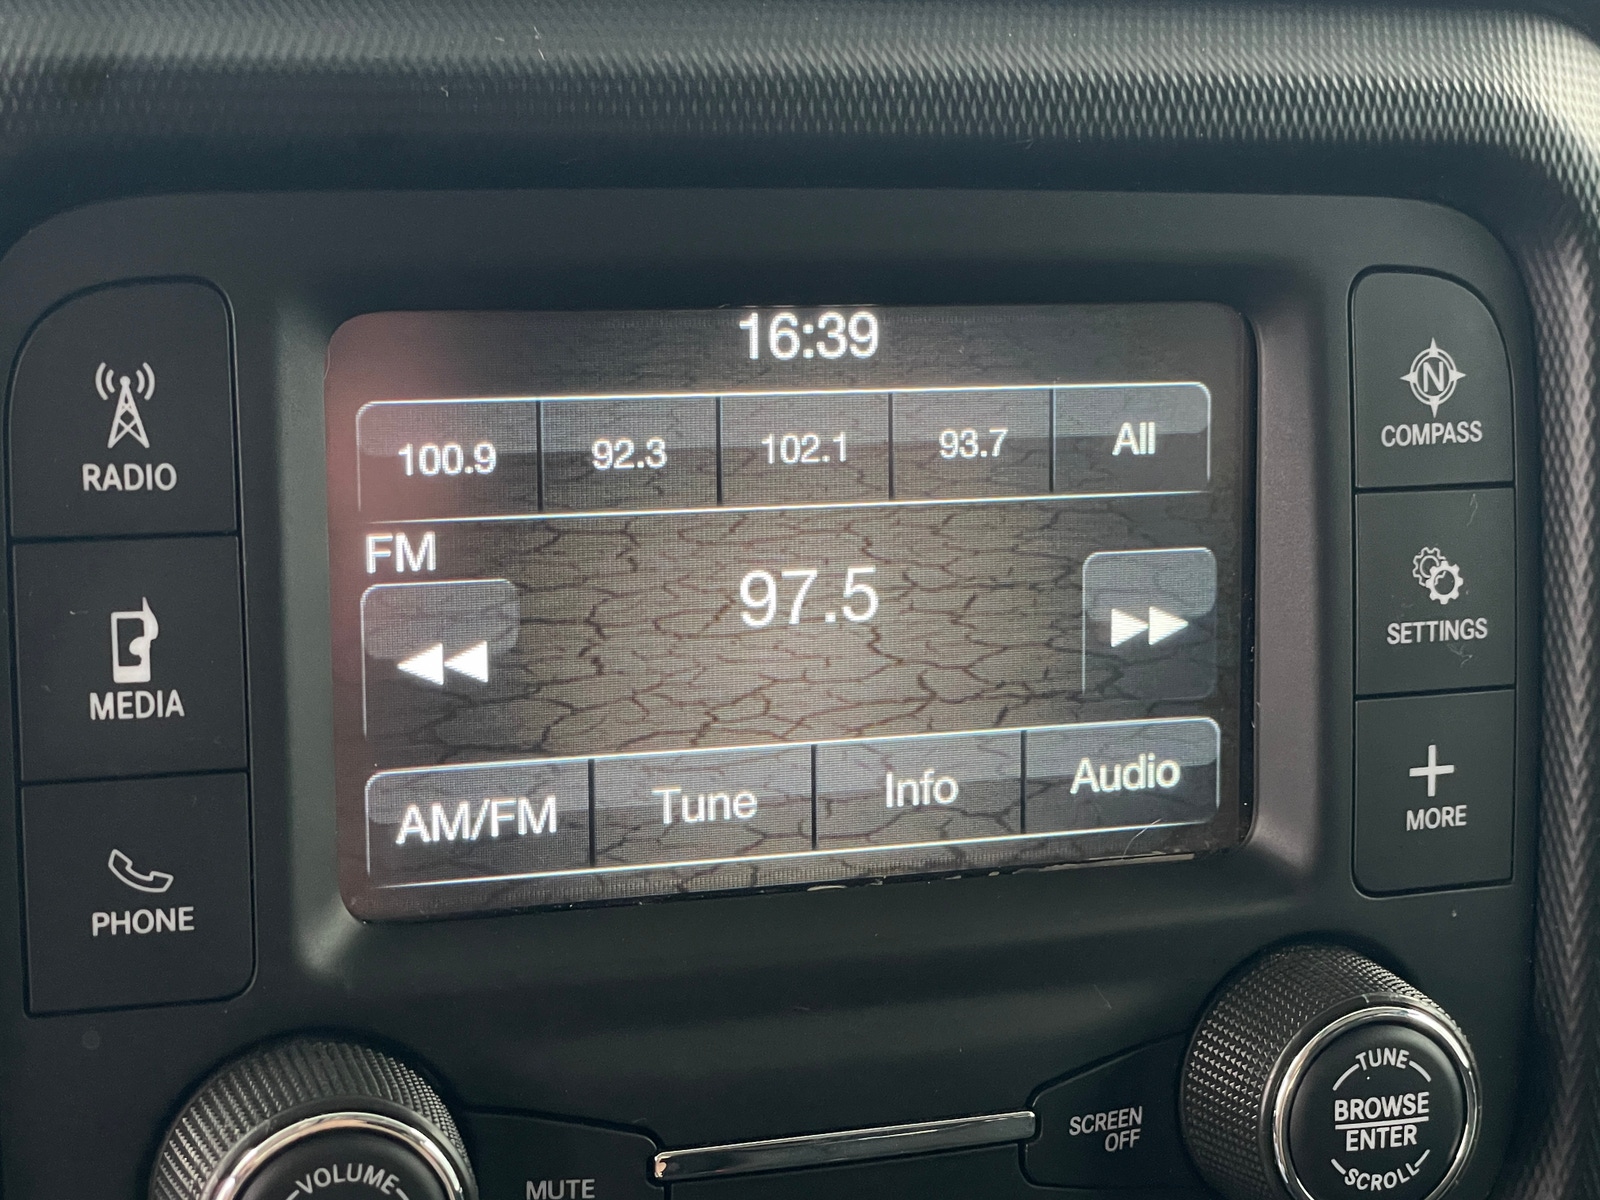 16:39
100.9 92.3 102.1 93.7 All
FM
97.5
AM/FM Tune Info Audio
RADIO
MEDIA
PHONE
N
COMPASS
SETTINGS
MORE
VOLUME
MUTE
SCREEN
OFF
TUNE
BROWSE
ENTER
SCROLL